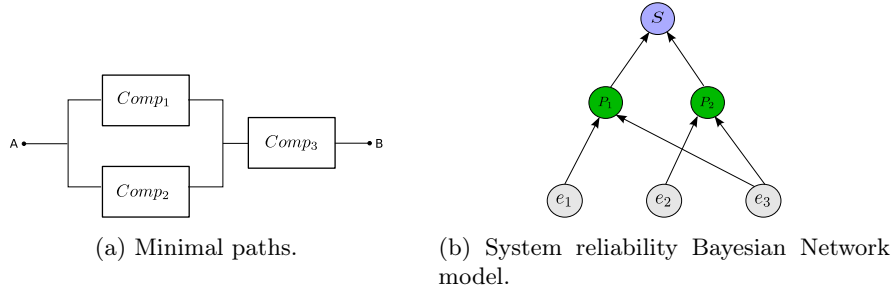 A
Comp₁
Comp₂
Comp₃
B
(a) Minimal paths.
S
P₁ P₂
e₁ e₂ e₃
(b) System reliability Bayesian Network
model.